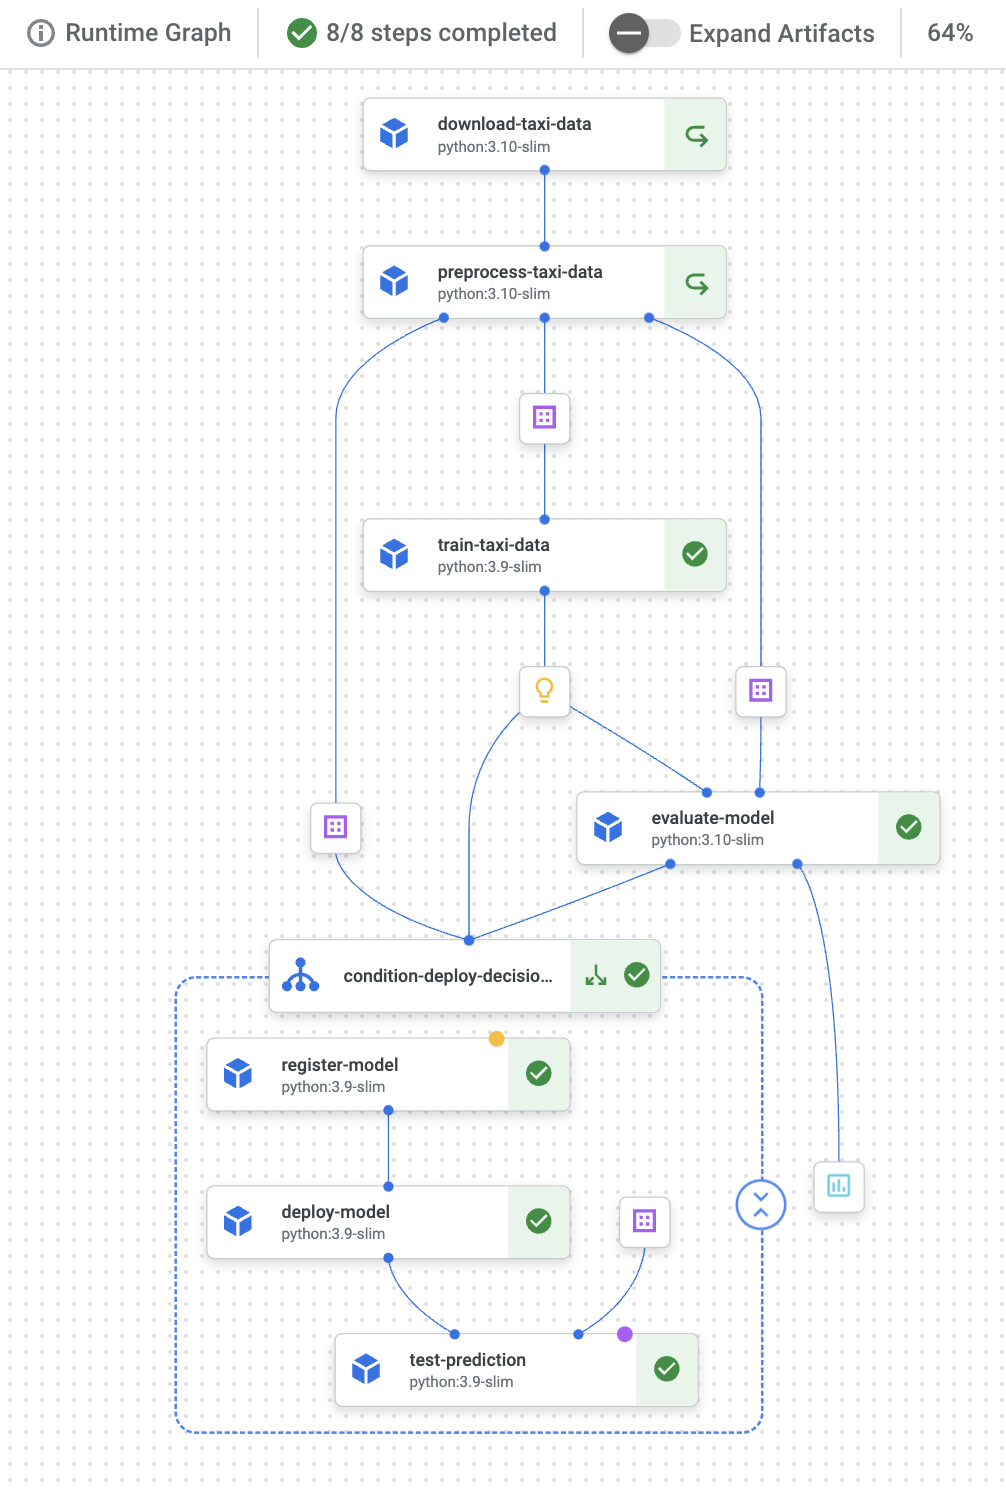 Runtime Graph
8/8 steps completed
Expand Artifacts
64%
download-taxi-data
python:3.10-slim
preprocess-taxi-data
python:3.10-slim
train-taxi-data
python:3.9-slim
evaluate-model
python:3.10-slim
condition-deploy-decisio...
register-model
python:3.9-slim
deploy-model
python:3.9-slim
test-prediction
python:3.9-slim